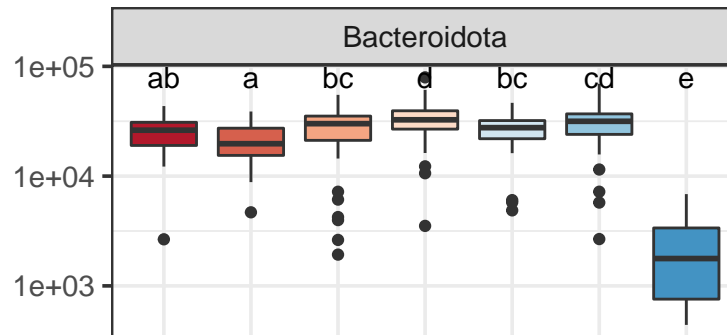 Bacteroidota
1e+05
ab a bc d bc cd e
1e+04
1e+03